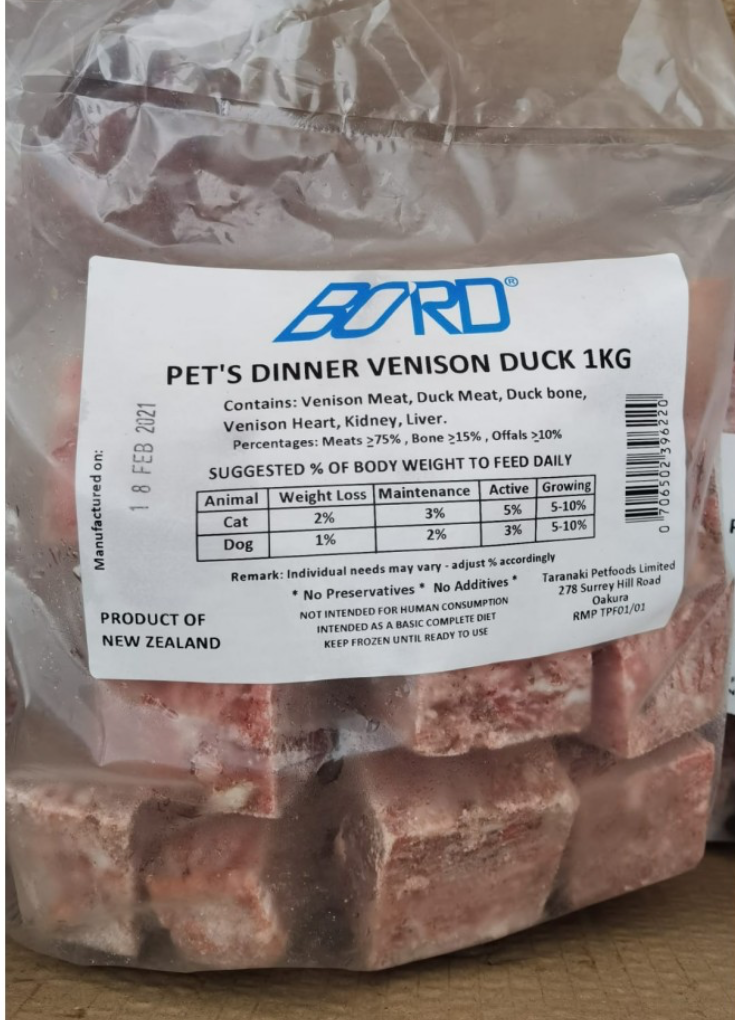 BORD®
PET'S DINNER VENISON DUCK 1KG
Contains: Venison Meat, Duck Meat, Duck bone,
Venison Heart, Kidney, Liver.
Percentages: Meats ≥75% , Bone ≥15% , Offals ≥10%
SUGGESTED % OF BODY WEIGHT TO FEED DAILY
Animal Weight Loss Maintenance Active Growing
Cat 2% 3% 5% 5-10%
Dog 1% 2% 3% 5-10%
Remark: Individual needs may vary - adjust % accordingly
* No Preservatives * No Additives *
NOT INTENDED FOR HUMAN CONSUMPTION
INTENDED AS A BASIC COMPLETE DIET
KEEP FROZEN UNTIL READY TO USE
Manufactured on:
1 8 FEB 2021
PRODUCT OF
NEW ZEALAND
Taranaki Petfoods Limited
278 Surrey Hill Road
Oakura
RMP TPF01/01
0 706502 396220